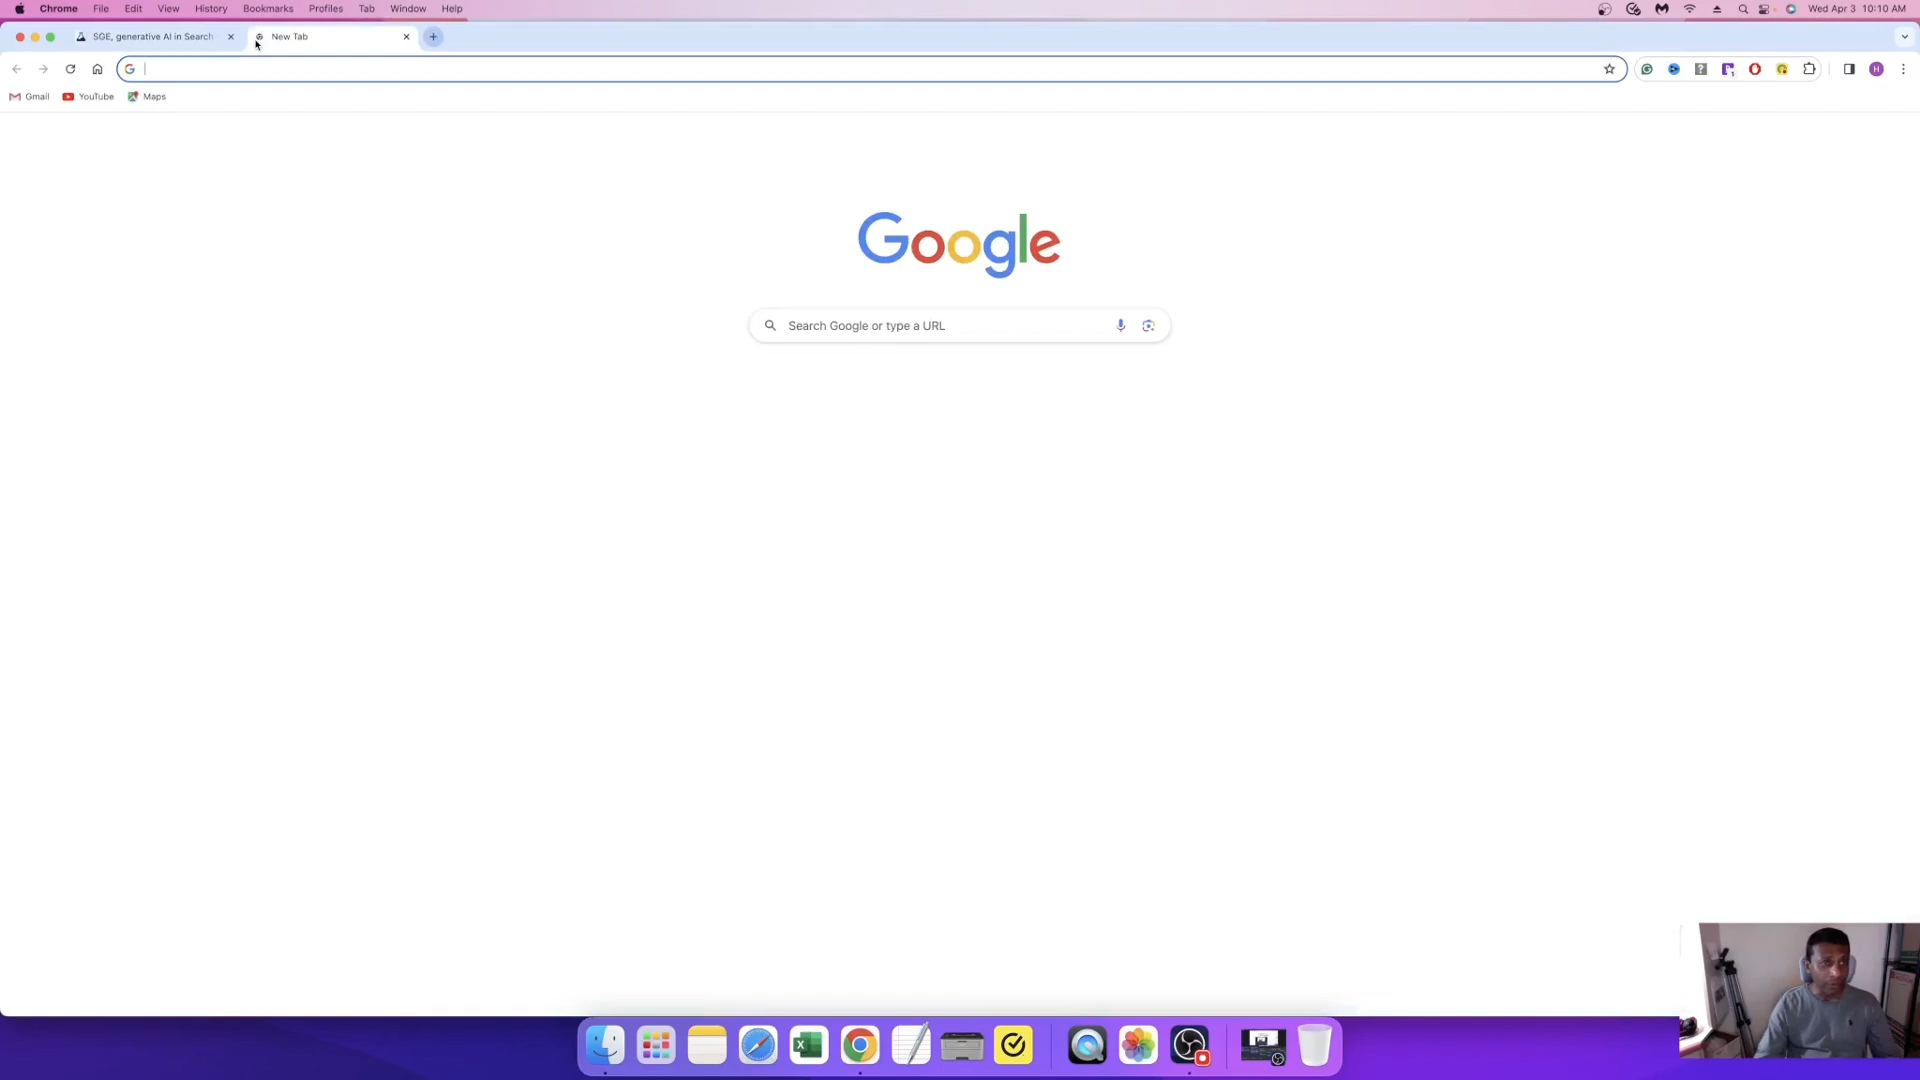 Chrome File Edit View History Bookmarks Profiles Tab Window Help Wed Apr 3 10:10 AM
SGE, generative AI in Search New Tab
Gmail YouTube Maps
Google
Search Google or type a URL